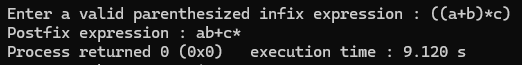 Enter a valid parenthesized infix expression : ((a+b)*c)
Postfix expression : ab+c*
Process returned 0 (0x0)   execution time : 9.120 s